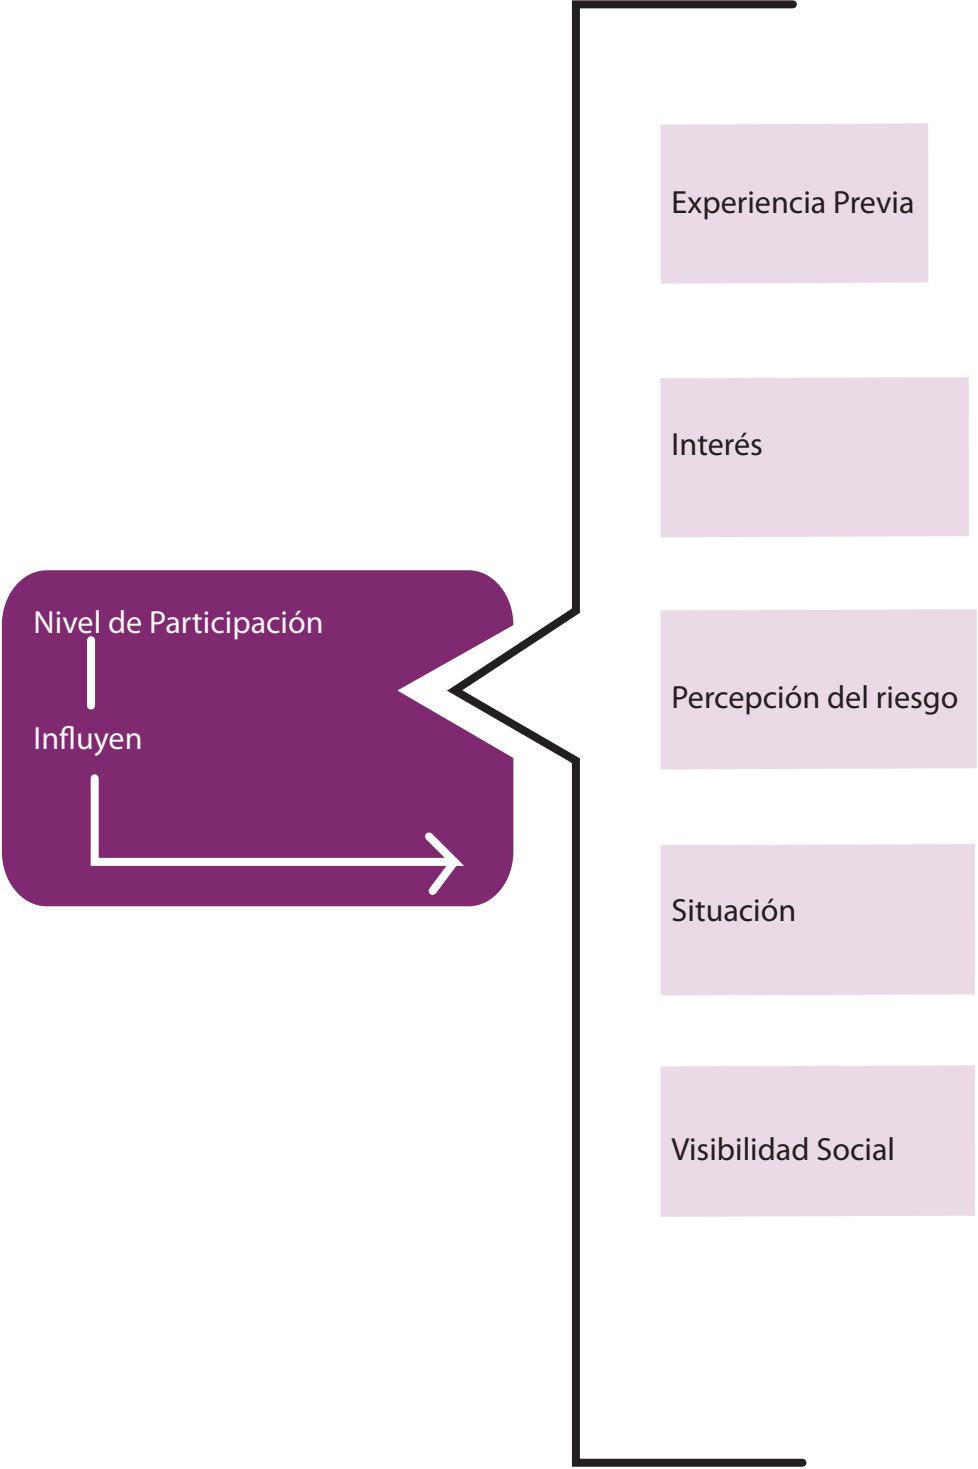 Nivel de Participación
Influyen
Experiencia Previa
Interés
Percepción del riesgo
Situación
Visibilidad Social